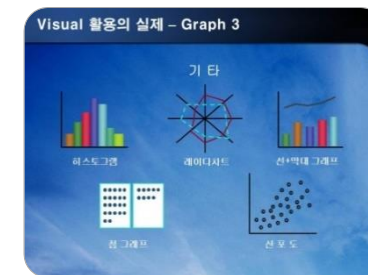 Visual 활용의 실제 – Graph 3
기 타
히스토그램
레이다차트
선+막대 그래프
점 그래프
산 포 도